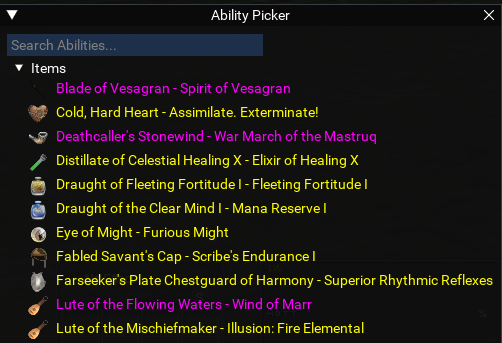 Ability Picker
Search Abilities...
Items
Blade of Vesagran - Spirit of Vesagran
Cold, Hard Heart - Assimilate. Exterminate!
Deathcaller's Stonewind - War March of the Mastruq
Distillate of Celestial Healing X - Elixir of Healing X
Draught of Fleeting Fortitude I - Fleeting Fortitude I
Draught of the Clear Mind I - Mana Reserve I
Eye of Might - Furious Might
Fabled Savant's Cap - Scribe's Endurance I
Farseeker's Plate Chestguard of Harmony - Superior Rhythmic Reflexes
Lute of the Flowing Waters - Wind of Marr
Lute of the Mischiefmaker - Illusion: Fire Elemental